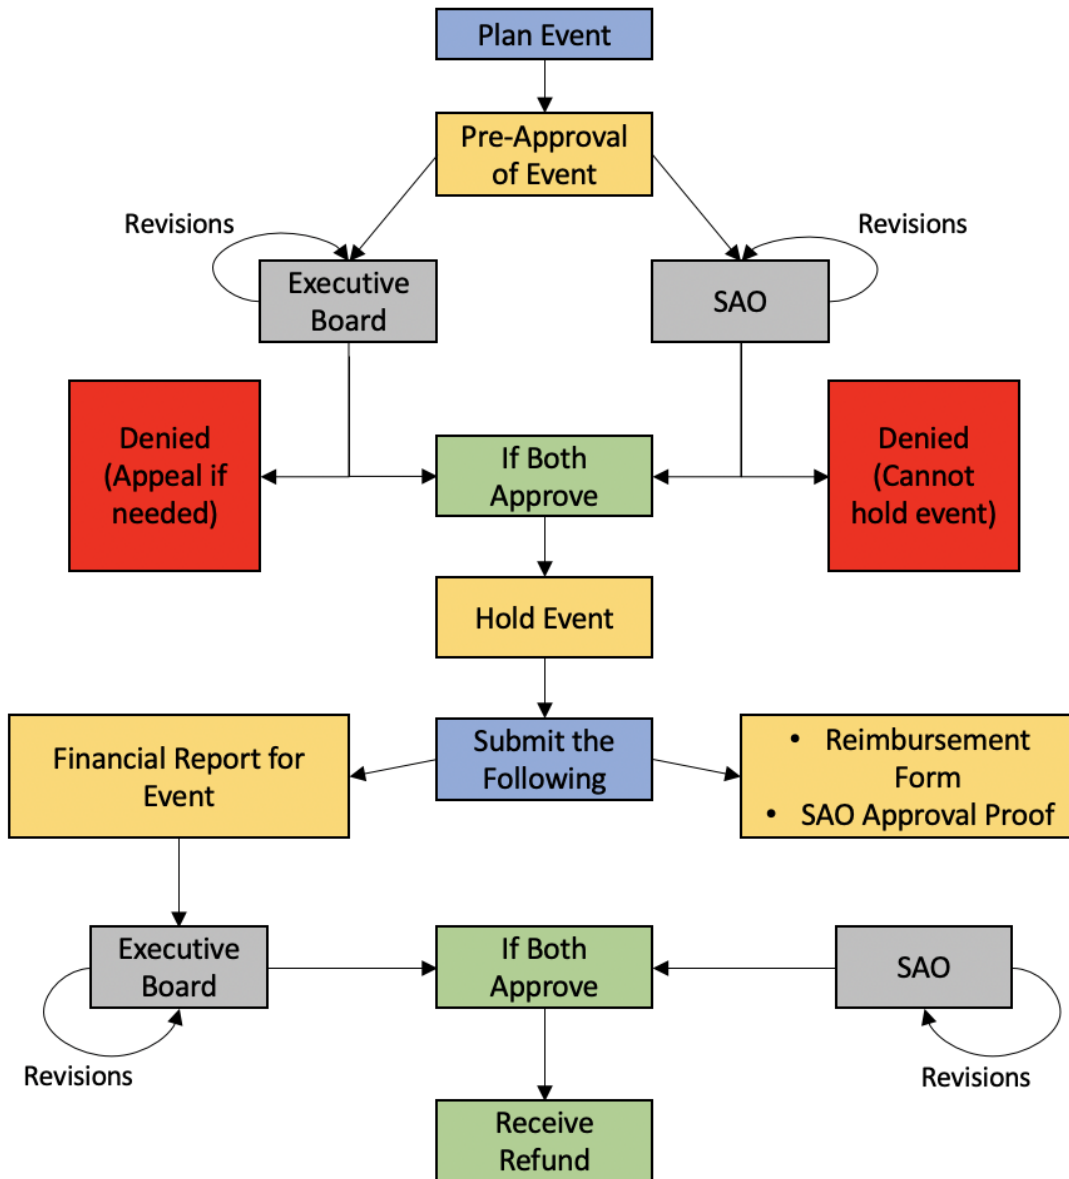 Plan Event
Pre-Approval
of Event
Revisions
Revisions
Executive
Board
SAO
Denied
(Appeal if
needed)
If Both
Approve
Denied
(Cannot
hold event)
Hold Event
Financial Report for
Event
Submit the
Following
• Reimbursement
Form
• SAO Approval Proof
Executive
Board
If Both
Approve
SAO
Revisions
Revisions
Receive
Refund